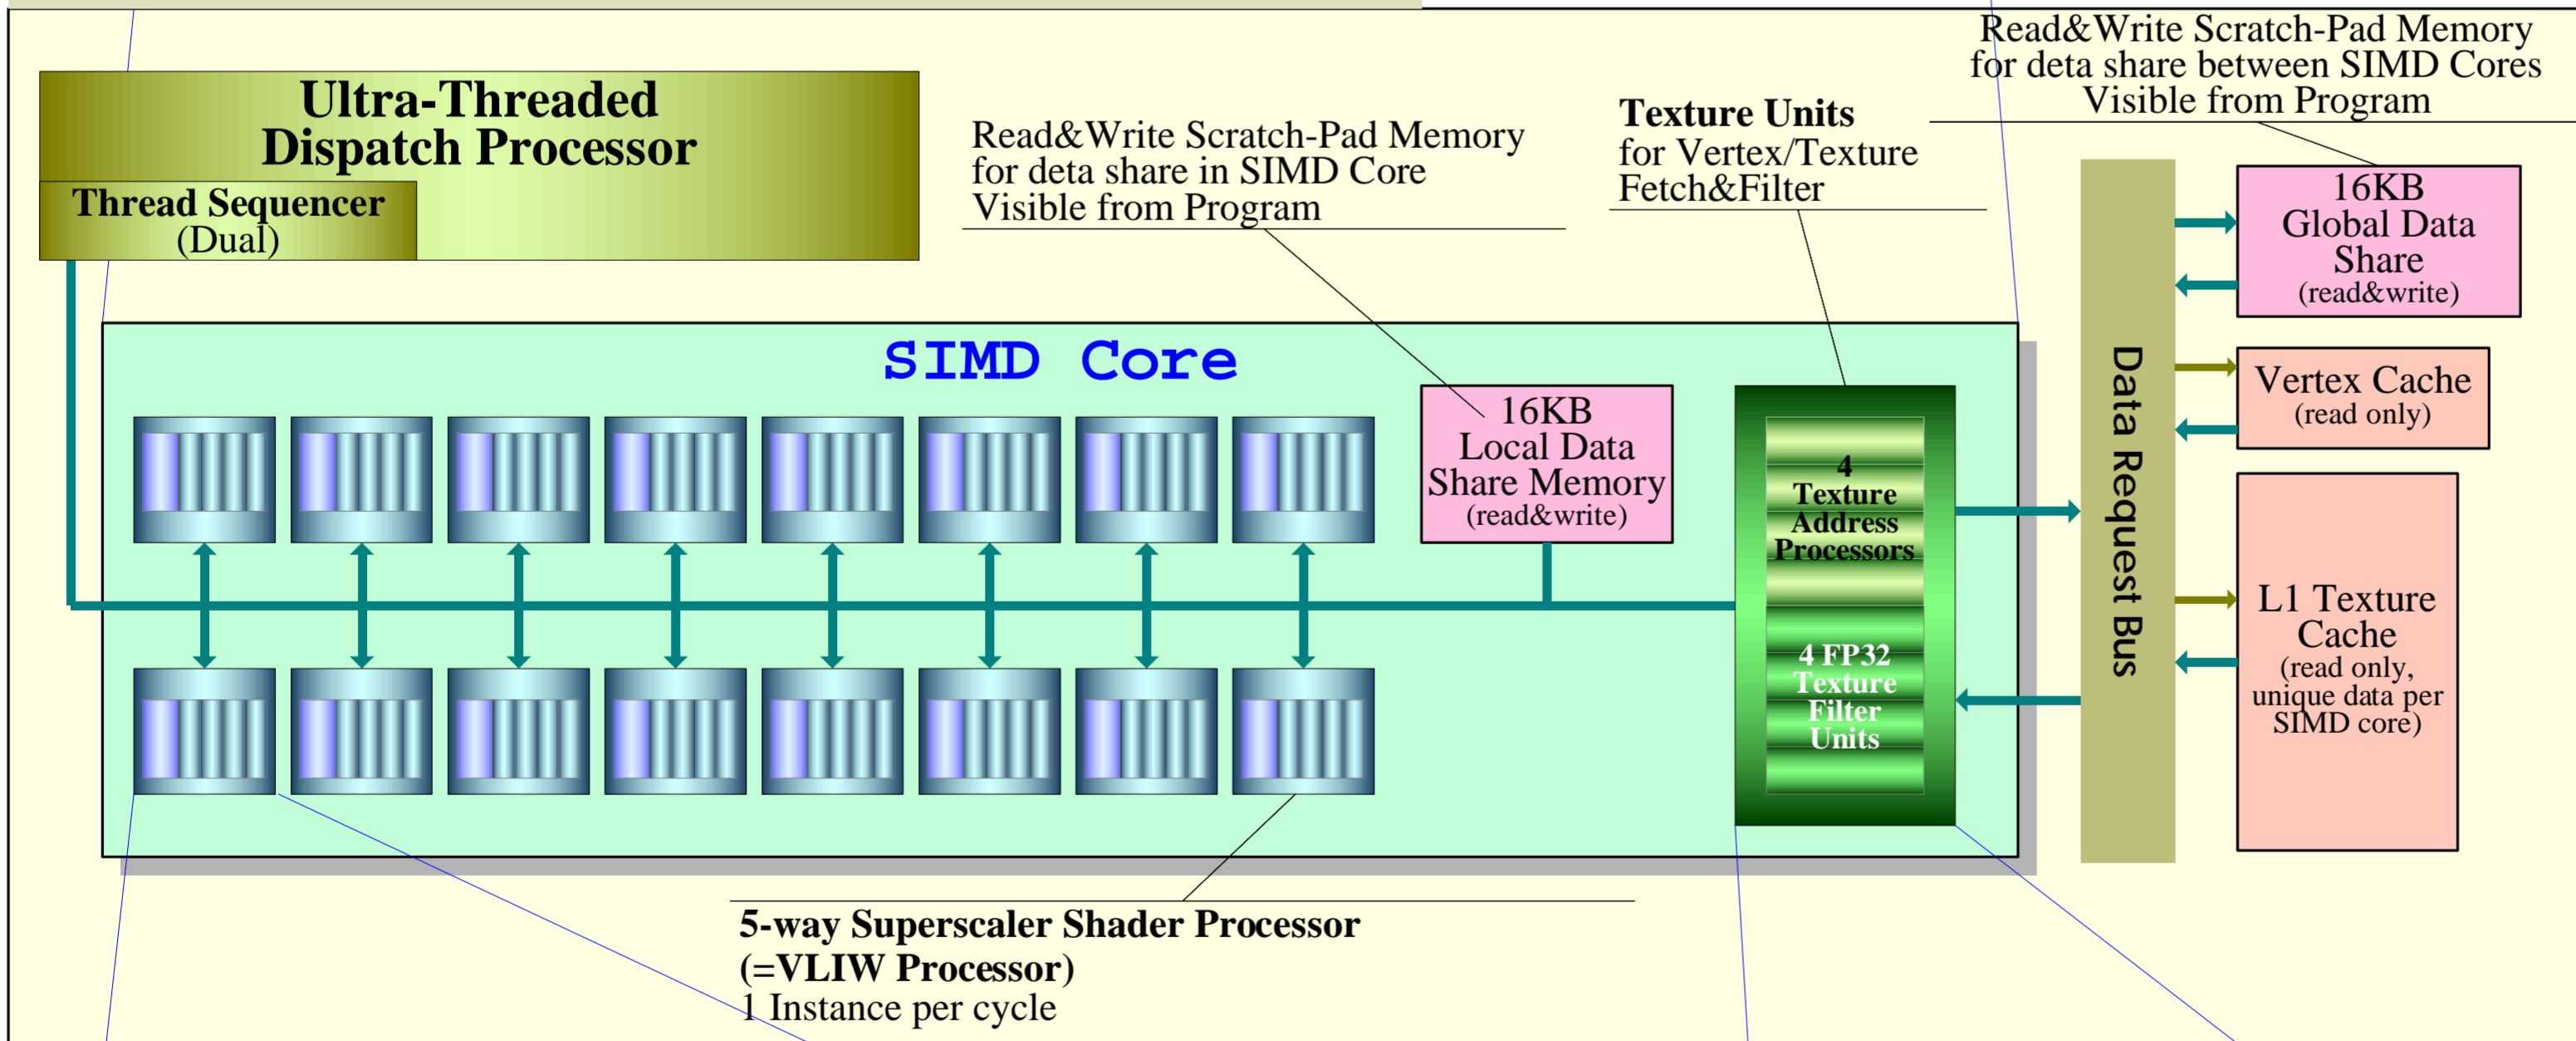 Read&Write Scratch-Pad Memory
for deta share between SIMD Cores
Visible from Program
Ultra-Threaded
Dispatch Processor
Thread Sequencer
(Dual)
Read&Write Scratch-Pad Memory
for deta share in SIMD Core
Visible from Program
Texture Units
for Vertex/Texture
Fetch&Filter
16KB
Global Data
Share
(read&write)
SIMD Core
16KB
Local Data
Share Memory
(read&write)
4
Texture
Address
Processors
4 FP32
Texture
Filter
Units
Data Request Bus
Vertex Cache
(read only)
L1 Texture
Cache
(read only,
unique data per
SIMD core)
5-way Superscaler Shader Processor
(=VLIW Processor)
1 Instance per cycle